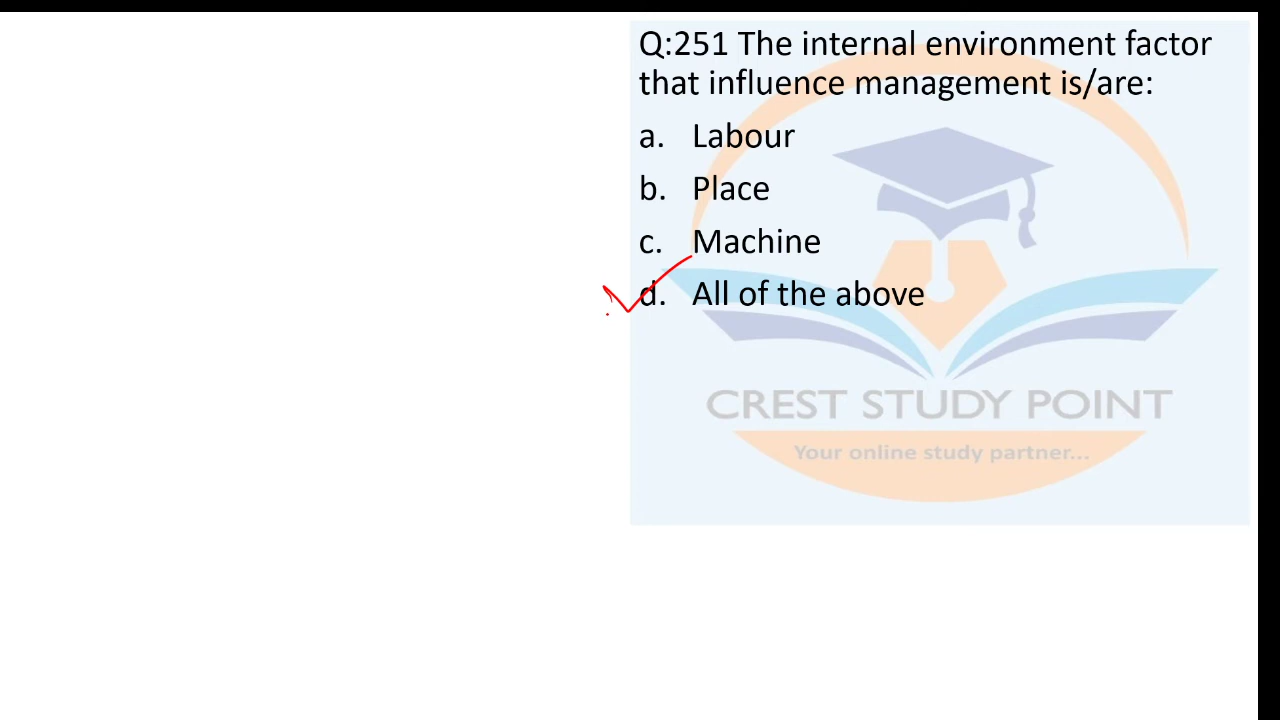 Q:251 The internal environment factor
that influence management is/are:
a. Labour
b. Place
c. Machine
d. All of the above
CREST STUDY POINT
Your online study partner...